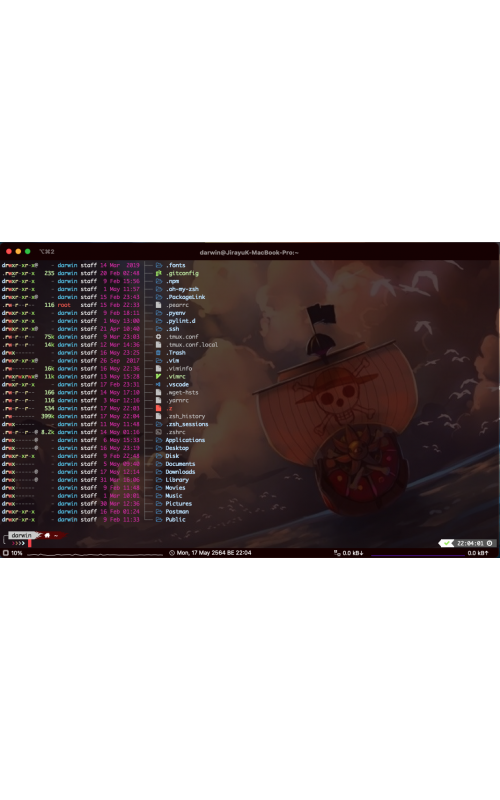 ⌥⌘2
darwin@JirayuK-MacBook-Pro:~
drwxr-xr-x@ - darwin staff 14 Mar 2019 .fonts
.rwxr-xr-x 235 darwin staff 20 Feb 02:48 .gitconfig
drwxr-xr-x - darwin staff 9 Feb 15:56 .npm
drwxr-xr-x - darwin staff 1 May 11:57 .oh-my-zsh
drwxr-xr-x@ - darwin staff 15 Feb 23:43 .PackageLink
.rw-r--r-- 116 root staff 15 Feb 22:33 .pearrc
drwxr-xr-x - darwin staff 9 Feb 18:11 .pyenv
drwxr-xr-x - darwin staff 1 May 13:00 .pylint.d
drwxr-xr-x@ - darwin staff 21 Apr 10:40 .ssh
.rw-r--r-- 75k darwin staff 9 Mar 23:03 .tmux.conf
.rw-r--r-- 14k darwin staff 12 Mar 14:36 .tmux.conf.local
drwx------ - darwin staff 16 May 23:25 .Trash
drwxr-xr-x@ - darwin staff 26 Sep 2017 .vim
.rw------- 16k darwin staff 16 May 22:36 .viminfo
.rwxrwxrwx@ 11k darwin staff 13 May 15:28 .vimrc
drwxr-xr-x - darwin staff 17 Feb 23:31 .vscode
.rw-r--r-- 166 darwin staff 14 May 17:10 .wget-hsts
.rw-r--r-- 116 darwin staff 3 Mar 12:16 .yarnrc
.rw-r--r-- 534 darwin staff 17 May 22:03 .z
.rw------- 399k darwin staff 17 May 22:04 .zsh_history
drwx------ - darwin staff 11 May 11:48 .zsh_sessions
.rw-r--r--@ 8.2k darwin staff 14 May 01:16 .zshrc
drwx------@ - darwin staff 6 May 15:33 Applications
drwx------@ - darwin staff 16 May 23:19 Desktop
drwxr-xr-x - darwin staff 9 Feb 22:48 Disk
drwx------@ - darwin staff 5 May 09:40 Documents
drwx------@ - darwin staff 17 May 22:14 Downloads
drwx------@ - darwin staff 31 Mar 16:06 Library
drwx------ - darwin staff 9 Feb 11:48 Movies
drwx------ - darwin staff 1 Mar 10:01 Music
drwx------ - darwin staff 30 Mar 12:36 Pictures
drwxr-xr-x - darwin staff 16 Feb 01:24 Postman
drwxr-xr-x - darwin staff 9 Feb 11:33 Public
darwin ~
22:04:01
10% Mon, 17 May 2564 BE 22:04 0.0 kB↓ 0.0 kB↑